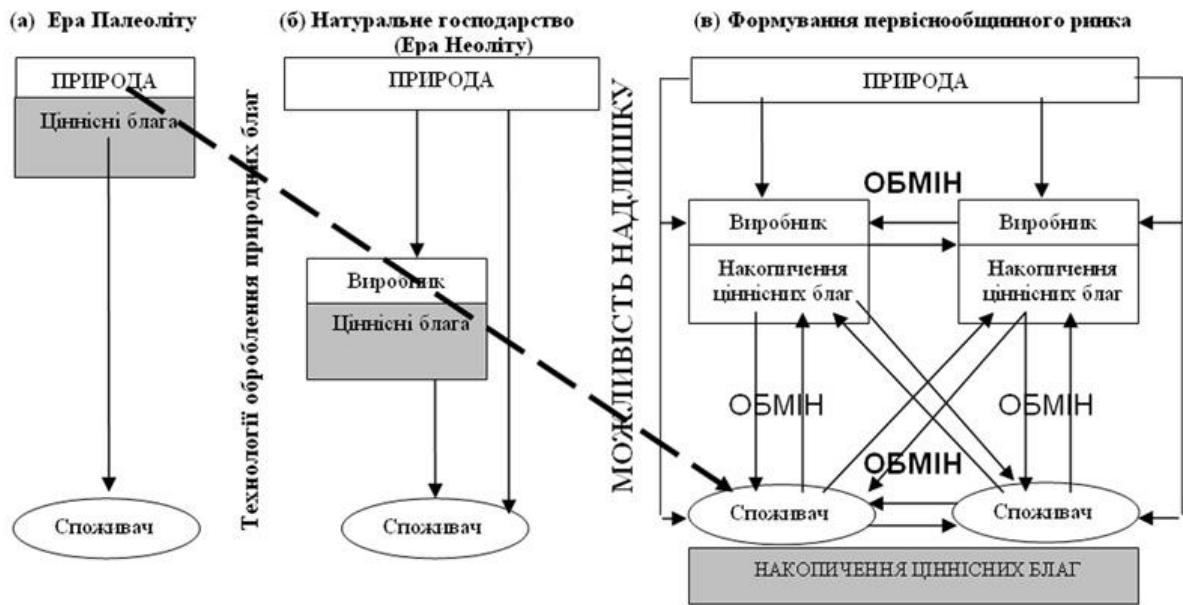 (а) Ера Палеоліту
ПРИРОДА
Ціннісні блага
Споживач
Технології оброблення природних благ
(б) Натуральне господарство
(Ера Неоліту)
ПРИРОДА
Виробник
Ціннісні блага
Споживач
МОЖЛИВІСТЬ НАДЛИШКУ
(в) Формування первіснообщинного ринка
ПРИРОДА
ОБМІН
Виробник
Виробник
Накопичення
ціннісних благ
Накопичення
ціннісних благ
ОБМІН
ОБМІН
ОБМІН
Споживач
Споживач
НАКОПИЧЕННЯ ЦІННІСНИХ БЛАГ